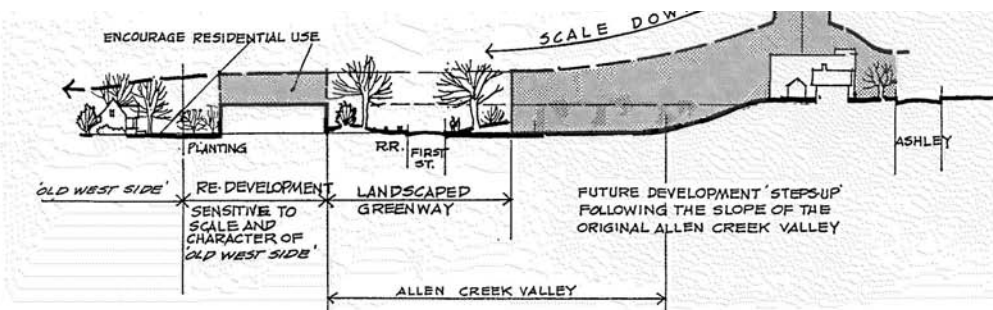 SCALE DOW
ENCOURAGE RESIDENTIAL USE
PLANTING
R.R.
FIRST
ST.
ASHLEY
'OLD WEST SIDE'
RE-DEVELOPMENT
SENSITIVE TO
SCALE AND
CHARACTER OF
'OLD WEST SIDE'
LANDSCAPED
GREENWAY
FUTURE DEVELOPMENT 'STEPS-UP'
FOLLOWING THE SLOPE OF THE
ORIGINAL ALLEN CREEK VALLEY
ALLEN CREEK VALLEY